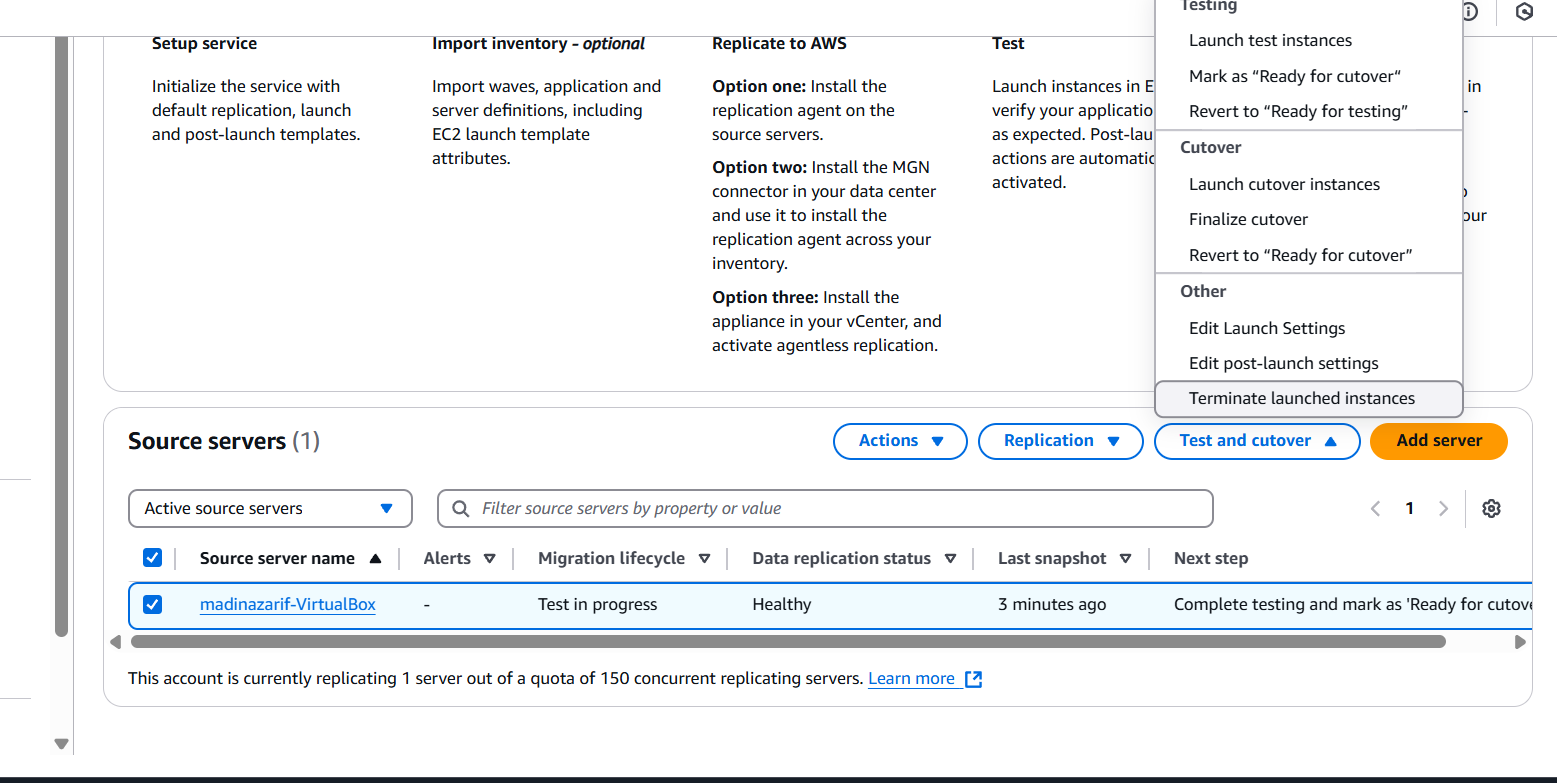 Setup service
Initialize the service with
default replication, launch
and post-launch templates.
Import inventory - optional
Import waves, application and
server definitions, including
EC2 launch template
attributes.
Replicate to AWS
Option one: Install the
replication agent on the
source servers.
Option two: Install the MGN
connector in your data center
and use it to install the
replication agent across your
inventory.
Option three: Install the
appliance in your vCenter, and
activate agentless replication.
Test
Launch instances in E
verify your applicatio
as expected. Post-lau
actions are automatic
activated.
in
-
our
Testing
Launch test instances
Mark as “Ready for cutover“
Revert to “Ready for testing”
Cutover
Launch cutover instances
Finalize cutover
Revert to “Ready for cutover”
Other
Edit Launch Settings
Edit post-launch settings
Terminate launched instances
Source servers (1)
Actions
Replication
Test and cutover
Add server
Active source servers
Filter source servers by property or value
1
Source server name Alerts Migration lifecycle Data replication status Last snapshot Next step
madinazarif-VirtualBox - Test in progress Healthy 3 minutes ago Complete testing and mark as 'Ready for cutove
This account is currently replicating 1 server out of a quota of 150 concurrent replicating servers. Learn more